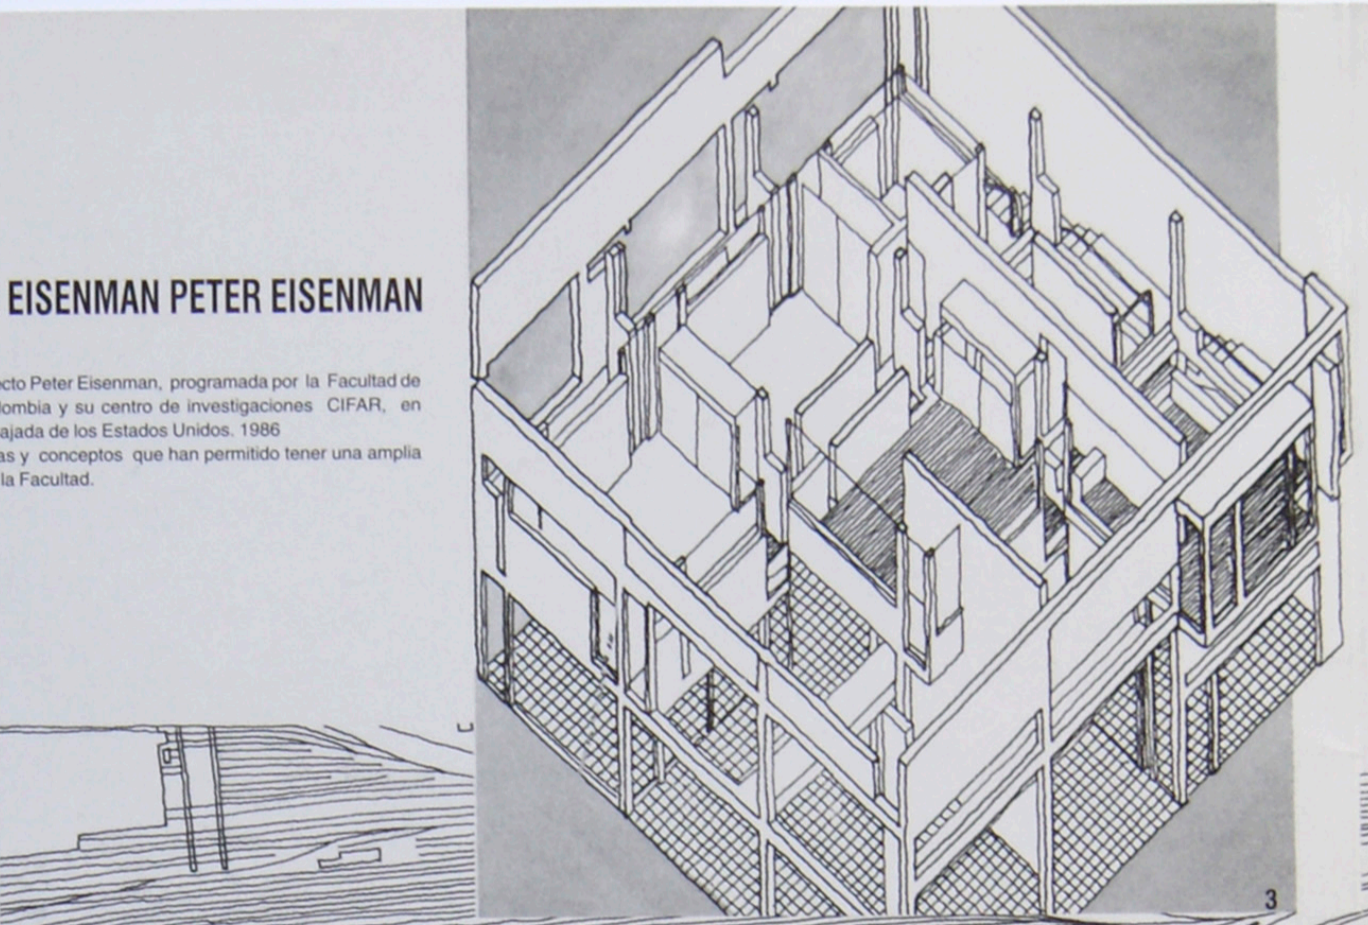 EISENMAN PETER EISENMAN
ecto Peter Eisenman, programada por la Facultad de
lombia y su centro de investigaciones CIFAR, en
ajada de los Estados Unidos. 1986
as y conceptos que han permitido tener una amplia
la Facultad.
3